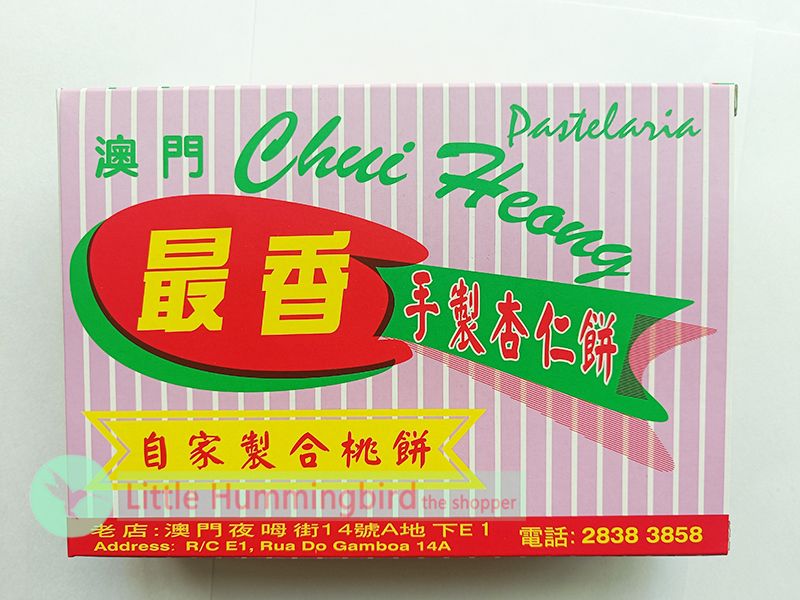 澳門 Chui Heong Pastelaria
最香
手製杏仁餅
自家製合桃餅
Little Hummingbird the shopper
老店:澳門夜呣街14號A地下E1 電話: 2838 3858
Address: R/C E1, Rua Do Gamboa 14A